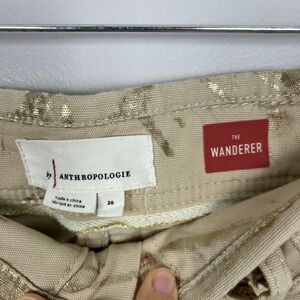 by ANTHROPOLOGIE
made in china
fabriqué en chine
26
THE
WANDERER